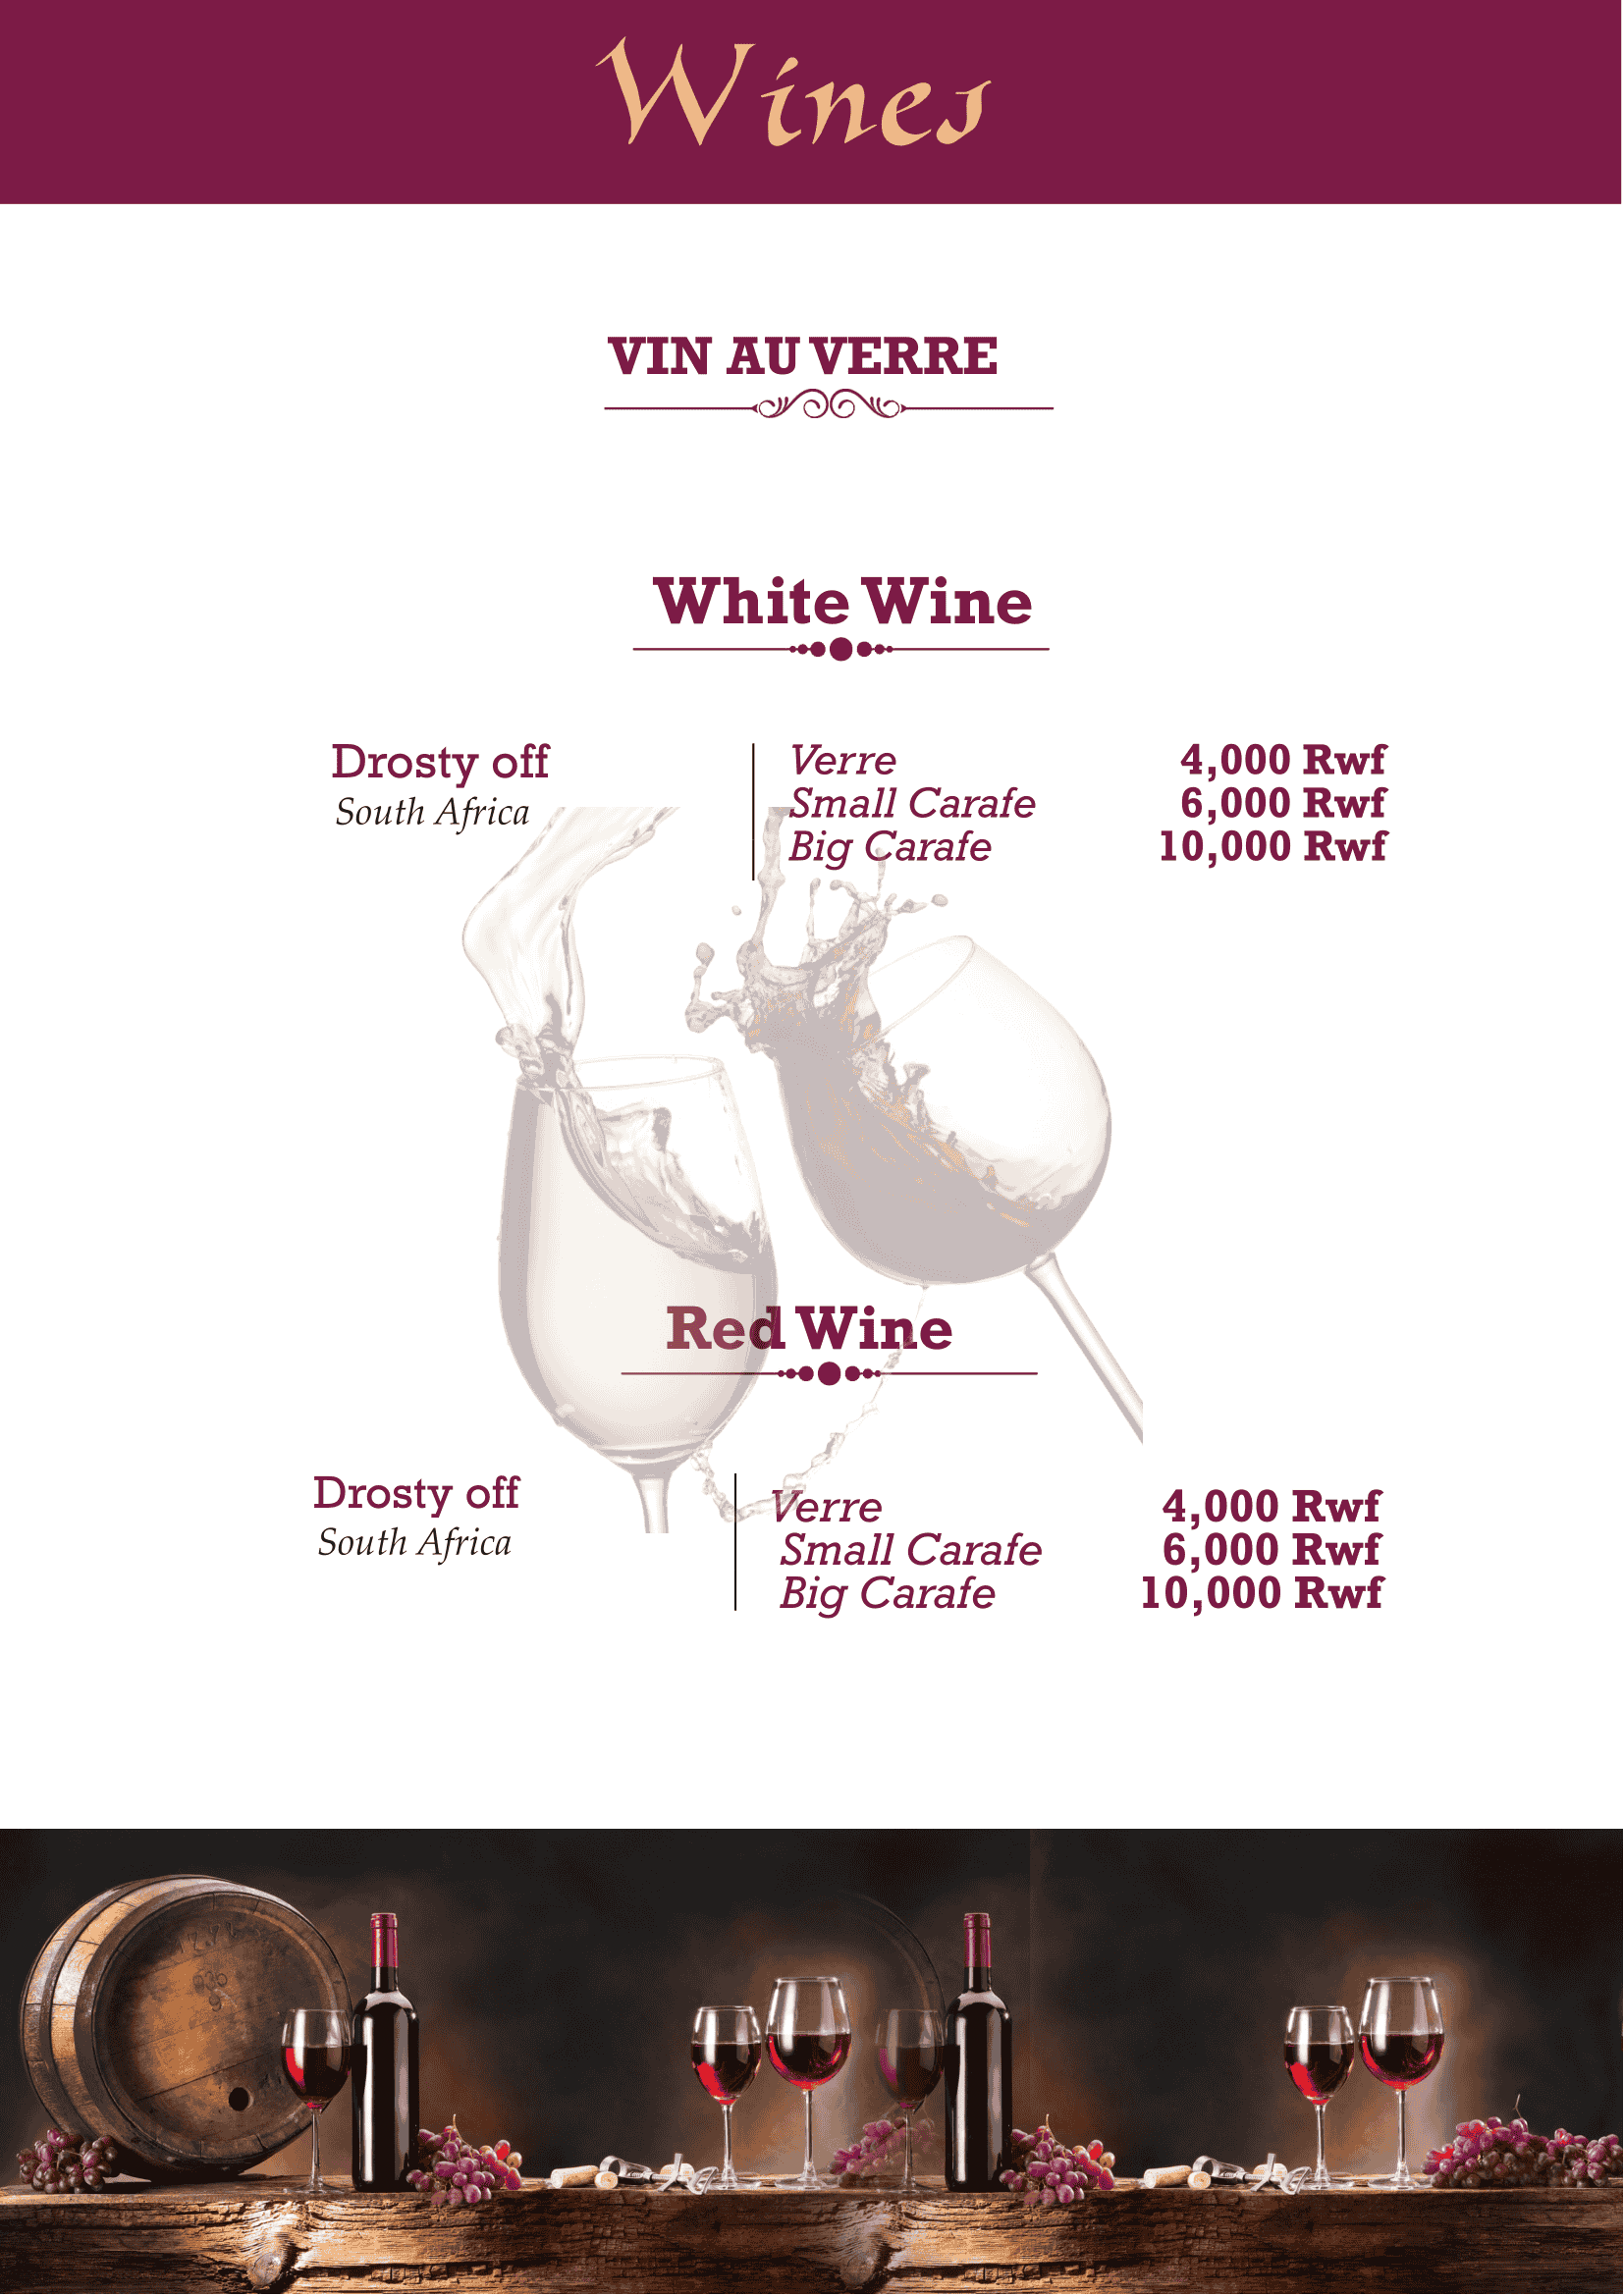 Wines
VIN AU VERRE
White Wine
Drosty off
South Africa
Verre 4,000 Rwf
Small Carafe 6,000 Rwf
Big Carafe 10,000 Rwf
Red Wine
Drosty off
South Africa
Verre 4,000 Rwf
Small Carafe 6,000 Rwf
Big Carafe 10,000 Rwf